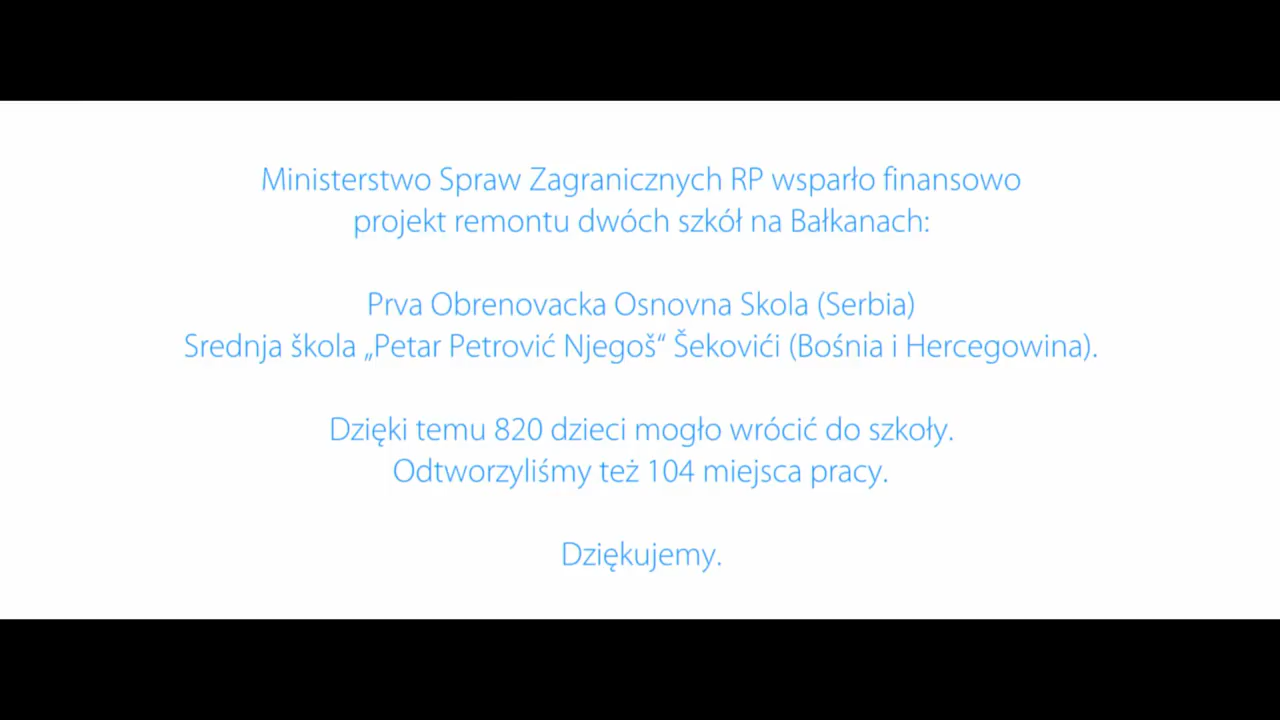 Ministerstwo Spraw Zagranicznych RP wsparło finansowo
projekt remontu dwóch szkół na Bałkanach:
Prva Obrenovacka Osnovna Skola (Serbia)
Srednja škola „Petar Petrović Njegoš“ Šekovići (Bośnia i Hercegowina).
Dzięki temu 820 dzieci mogło wrócić do szkoły.
Odtworzyliśmy też 104 miejsca pracy.
Dziękujemy.